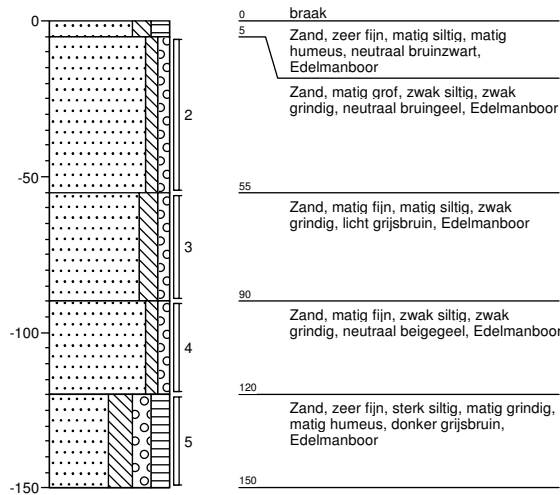 0
-50
-100
-150
2
3
4
5
0
braak
5
Zand, zeer fijn, matig siltig, matig
humeus, neutraal bruinzwart,
Edelmanboor
Zand, matig grof, zwak siltig, zwak
grindig, neutraal bruingeel, Edelmanboor
55
Zand, matig fijn, matig siltig, zwak
grindig, licht grijsbruin, Edelmanboor
90
Zand, matig fijn, zwak siltig, zwak
grindig, neutraal beigegeel, Edelmanboor
120
Zand, zeer fijn, sterk siltig, matig grindig,
matig humeus, donker grijsbruin,
Edelmanboor
150